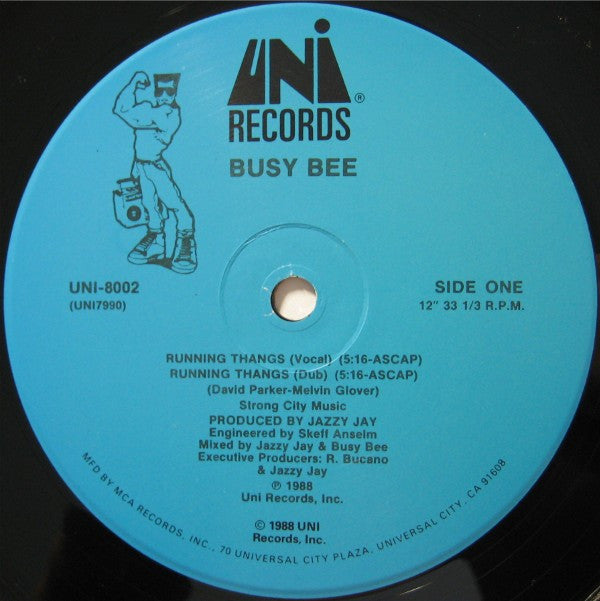 UNI®
RECORDS
BUSY BEE
UNI-8002
(UNI7990)
SIDE ONE
12" 33 1/3 R.P.M.
RUNNING THANGS (Vocal) (5:16-ASCAP)
RUNNING THANGS (Dub) (5:16-ASCAP)
(David Parker-Melvin Glover)
Strong City Music
PRODUCED BY JAZZY JAY
Engineered by Skeff Anselm
Mixed by Jazzy Jay & Busy Bee
Executive Producers: R. Bucano
& Jazzy Jay
℗ 1988
Uni Records, Inc.
© 1988 UNI
Records, Inc.
MFD BY MCA RECORDS, INC., 70 UNIVERSAL CITY PLAZA, UNIVERSAL CITY, CA 91608